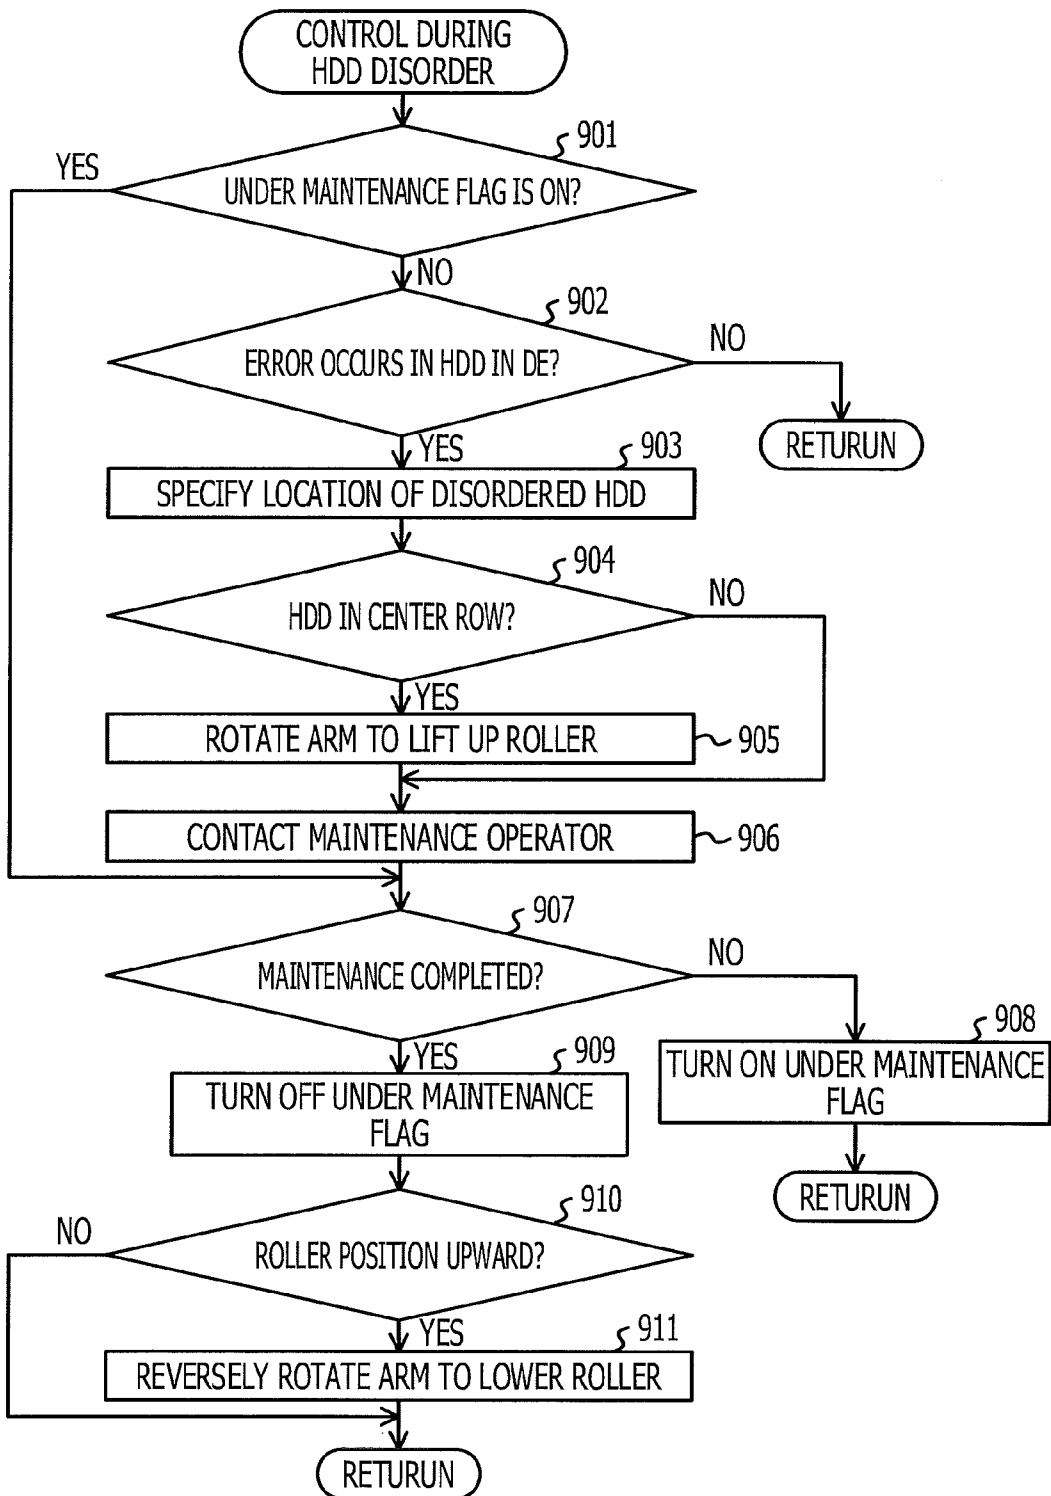 CONTROL DURING
HDD DISORDER
901
YES
UNDER MAINTENANCE FLAG IS ON?
NO
902
NO
ERROR OCCURS IN HDD IN DE?
RETURUN
YES
903
SPECIFY LOCATION OF DISORDERED HDD
904
NO
HDD IN CENTER ROW?
YES
ROTATE ARM TO LIFT UP ROLLER
905
CONTACT MAINTENANCE OPERATOR
906
907
NO
MAINTENANCE COMPLETED?
908
YES
909
TURN ON UNDER MAINTENANCE
FLAG
TURN OFF UNDER MAINTENANCE
FLAG
RETURUN
910
NO
ROLLER POSITION UPWARD?
YES
911
REVERSELY ROTATE ARM TO LOWER ROLLER
RETURUN